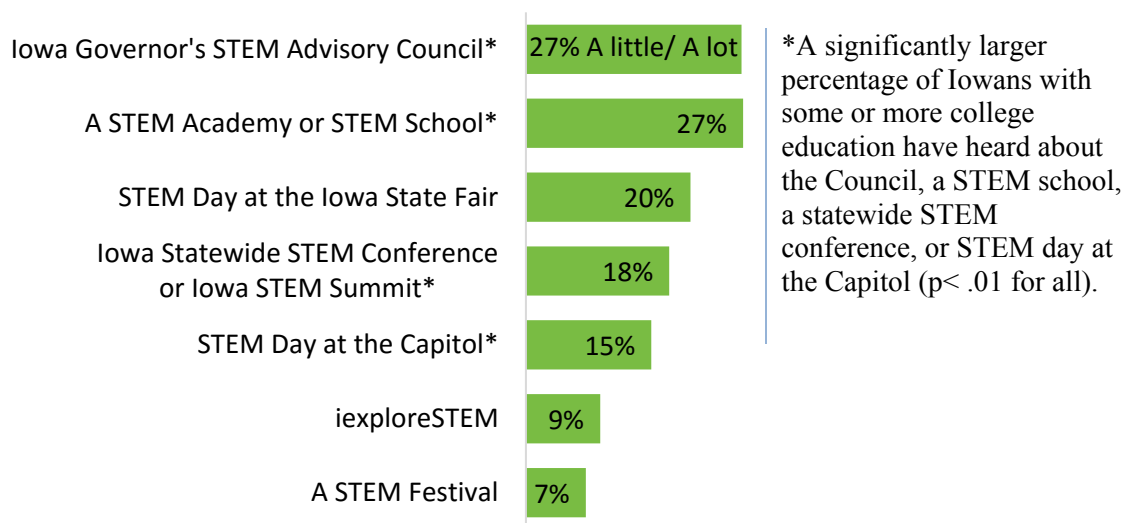 Iowa Governor's STEM Advisory Council*
27% A little/ A lot
A STEM Academy or STEM School*
27%
STEM Day at the Iowa State Fair
20%
Iowa Statewide STEM Conference
or Iowa STEM Summit*
18%
STEM Day at the Capitol*
15%
iexploreSTEM
9%
A STEM Festival
7%
*A significantly larger
percentage of Iowans with
some or more college
education have heard about
the Council, a STEM school,
a statewide STEM
conference, or STEM day at
the Capitol (p< .01 for all).